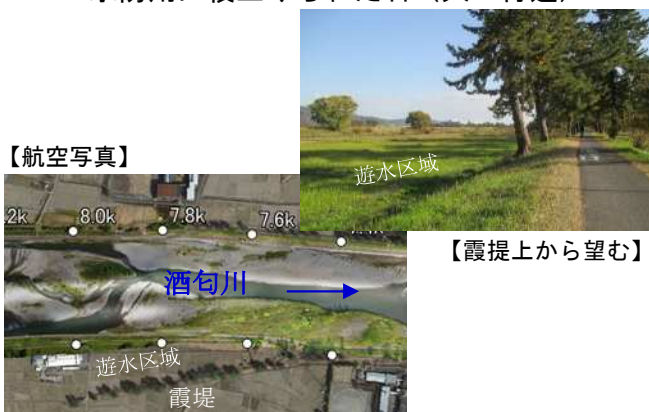 遊水区域
【航空写真】
【霞提上から望む】
.2k 8.0k 7.8k 7.6k
酒匂川
遊水区域
霞堤